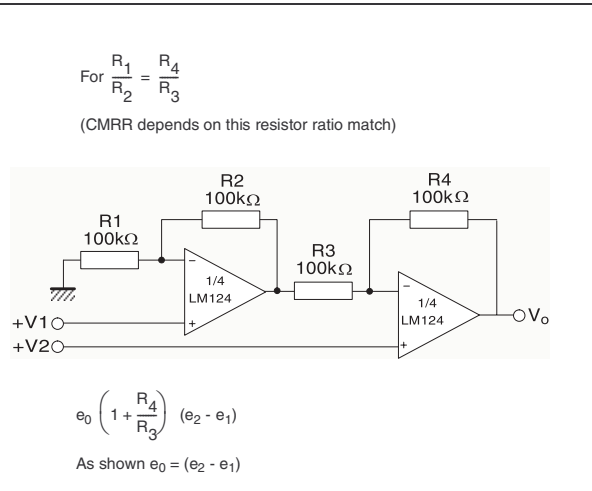 For R1/R2 = R4/R3
(CMRR depends on this resistor ratio match)
R2
100kΩ
R4
100kΩ
R1
100kΩ
R3
100kΩ
−
1/4
LM124
+
−
1/4
LM124
+
Vo
+V1
+V2
e0 (1 + R4/R3) (e2 - e1)
As shown e0 = (e2 - e1)